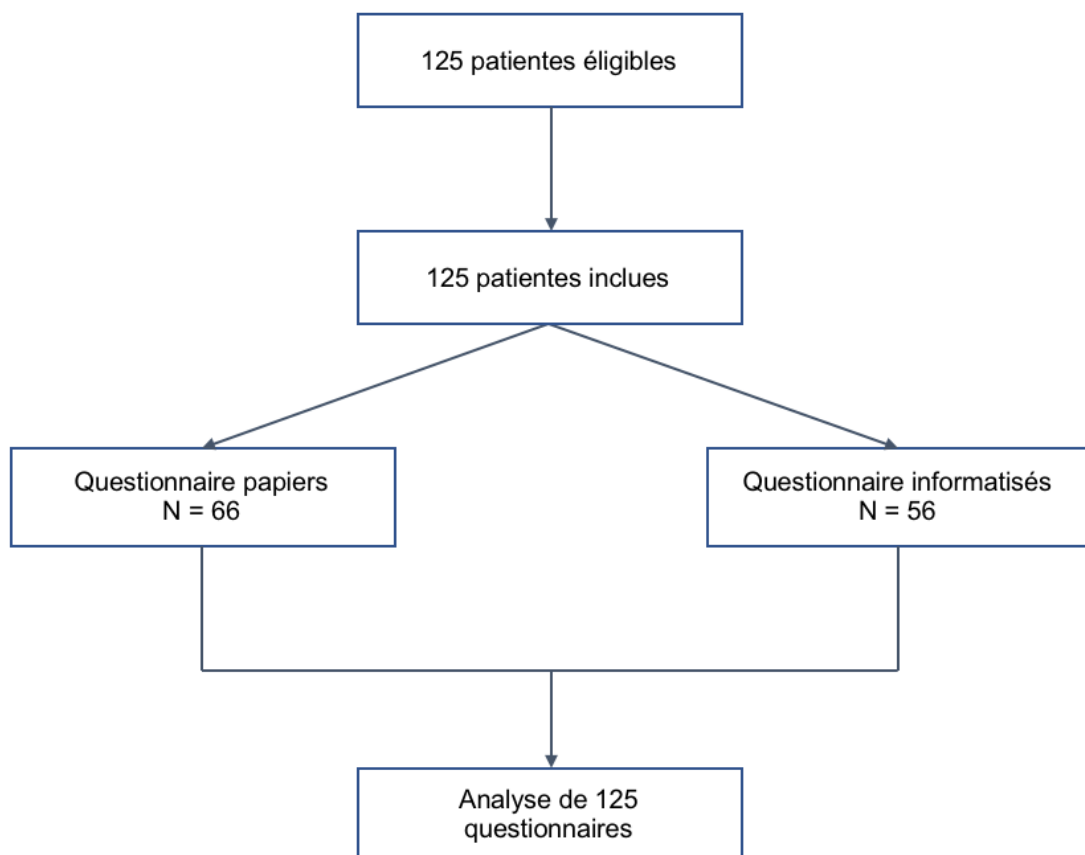 125 patientes éligibles
125 patientes inclues
Questionnaire papiers
N = 66
Questionnaire informatisés
N = 56
Analyse de 125
questionnaires